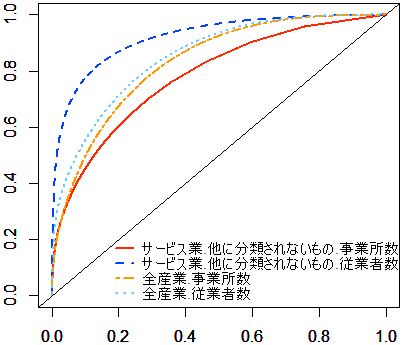 1.0
0.8
0.6
0.4
0.2
0.0
サービス業.他に分類されないもの.事業所数
サービス業.他に分類されないもの.従業者数
全産業.事業所数
全産業.従業者数
0.0 0.2 0.4 0.6 0.8 1.0